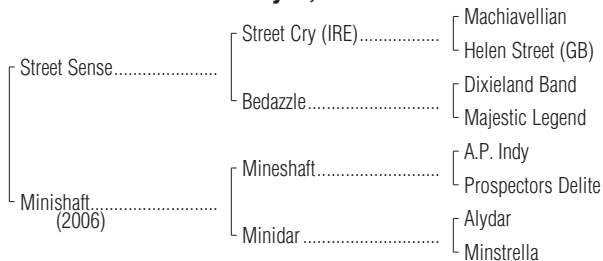 Machiavellian
Street Cry (IRE)
Helen Street (GB)
Street Sense
Dixieland Band
Bedazzle
Majestic Legend
A.P. Indy
Mineshaft
Prospectors Delite
Minishaft
(2006)
Alydar
Minidar
Minstrella